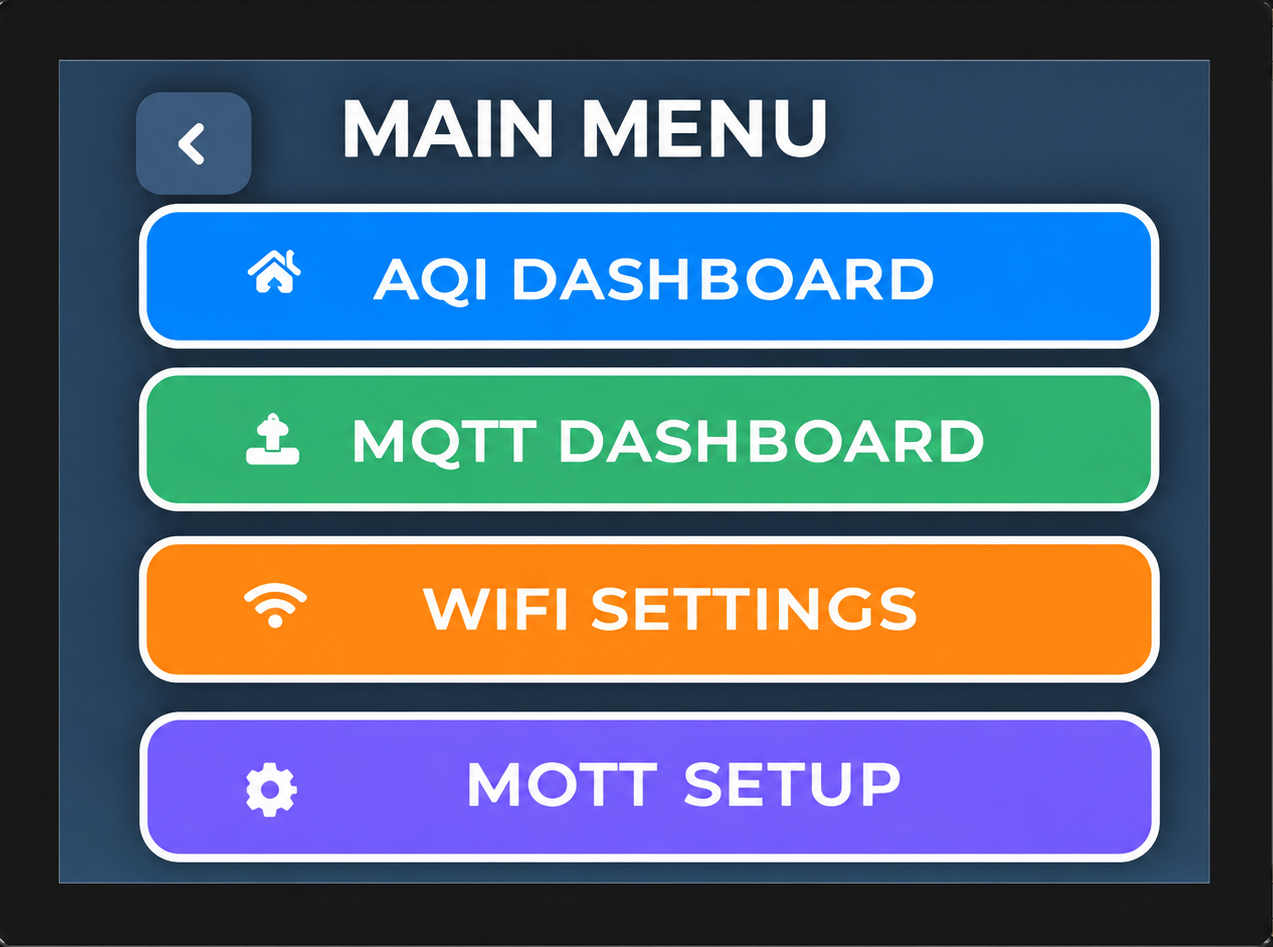 MAIN MENU
AQI DASHBOARD
MQTT DASHBOARD
WIFI SETTINGS
MOTT SETUP